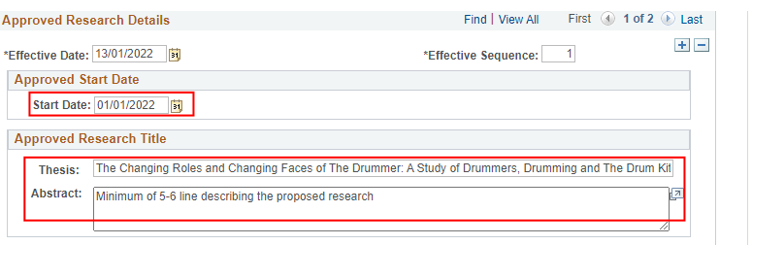 Approved Research Details Find | View All First 1 of 2 Last
*Effective Date: 13/01/2022 31 *Effective Sequence: 1
Approved Start Date
Start Date: 01/01/2022 31
Approved Research Title
Thesis: The Changing Roles and Changing Faces of The Drummer: A Study of Drummers, Drumming and The Drum Kit
Abstract: Minimum of 5-6 line describing the proposed research